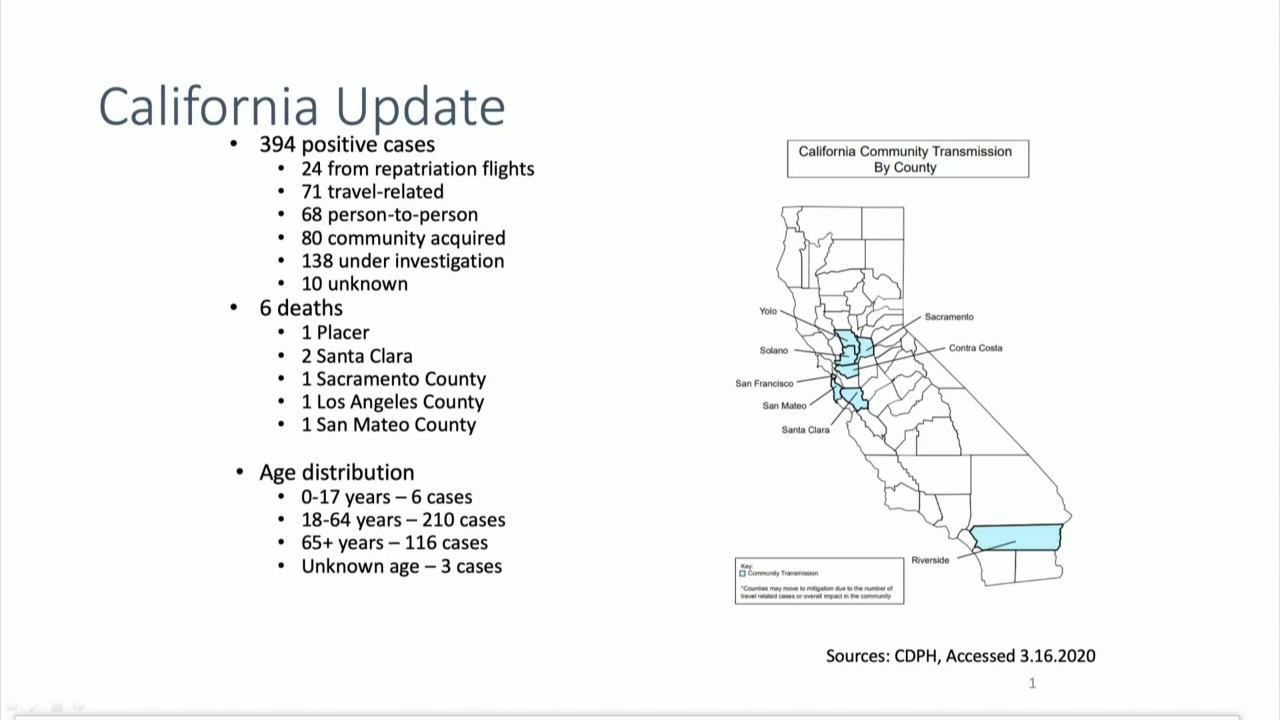 California Update
• 394 positive cases
• 24 from repatriation flights
• 71 travel-related
• 68 person-to-person
• 80 community acquired
• 138 under investigation
• 10 unknown
• 6 deaths
• 1 Placer
• 2 Santa Clara
• 1 Sacramento County
• 1 Los Angeles County
• 1 San Mateo County
• Age distribution
• 0-17 years – 6 cases
• 18-64 years – 210 cases
• 65+ years – 116 cases
• Unknown age – 3 cases
California Community Transmission
By County
Yolo
Sacramento
Solano
Contra Costa
San Francisco
San Mateo
Santa Clara
Riverside
Key:
Community Transmission
*Counties may move to mitigation due to the number of
travel related cases or overall impact in the community
Sources: CDPH, Accessed 3.16.2020
1